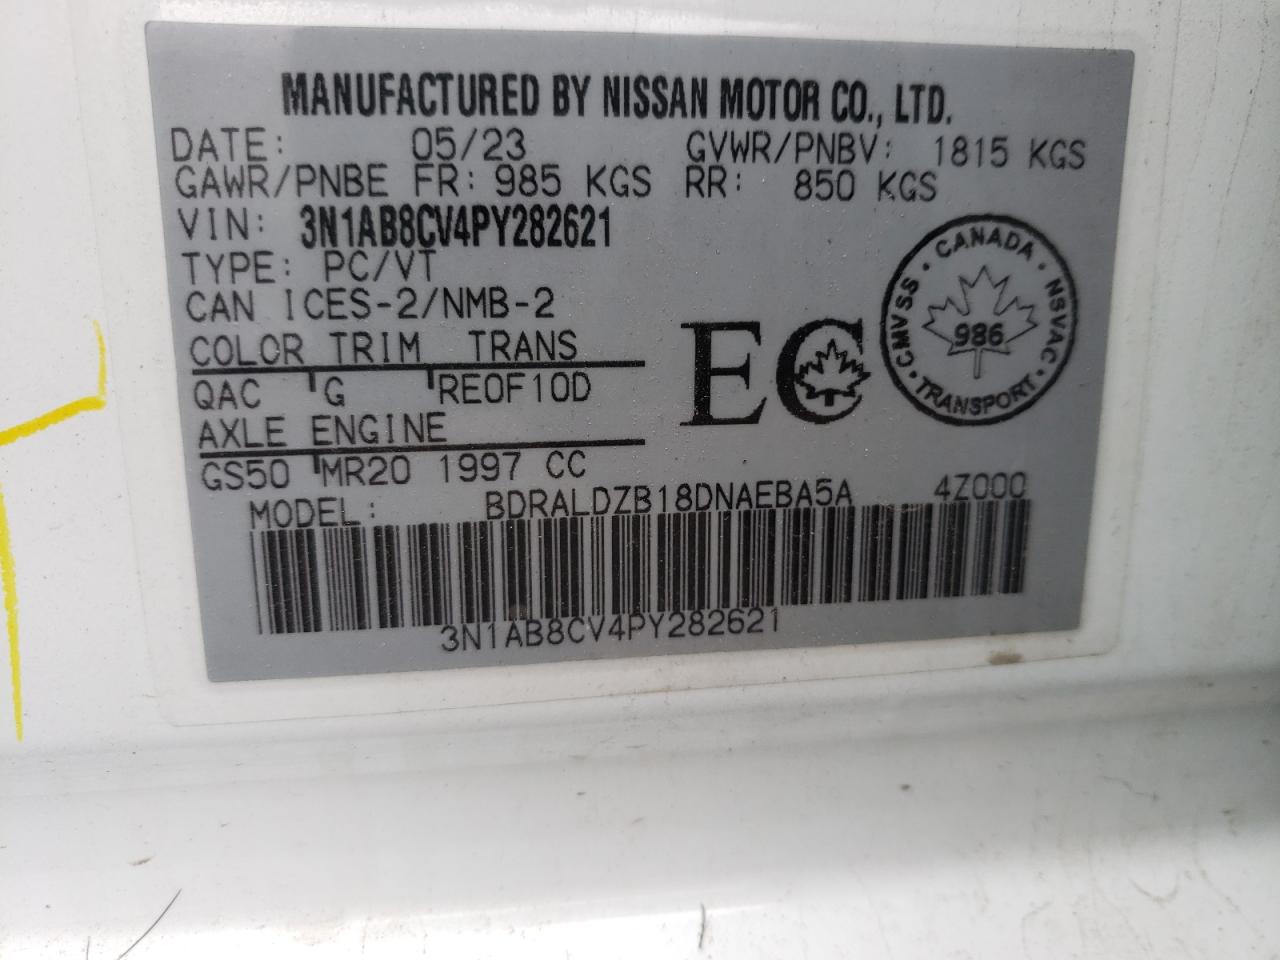 MANUFACTURED BY NISSAN MOTOR CO., LTD.
DATE: 05/23 GVWR/PNBV: 1815 KGS
GAWR/PNBE FR: 985 KGS RR: 850 KGS
VIN: 3N1AB8CV4PY282621
TYPE: PC/VT
CAN ICES-2/NMB-2
COLOR TRIM TRANS
QAC G RE0F10D
AXLE ENGINE
GS50 MR20 1997 CC
MODEL: BDRALDZB18DNAEBA5A 4Z000
3N1AB8CV4PY282621
EC
CANADA · NSVAC · TRANSPORT · CMVSS ·
986